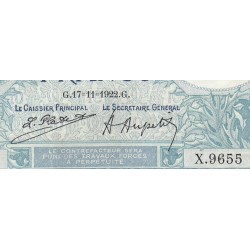 G.17=11=1922.G.
LE CAISSIER PRINCIPAL LE SECRÉTAIRE GÉNÉRAL
X.9655
LE CONTREFACTEUR SERA
PUNI DES TRAVAUX FORCÉS
À PERPÉTUITÉ